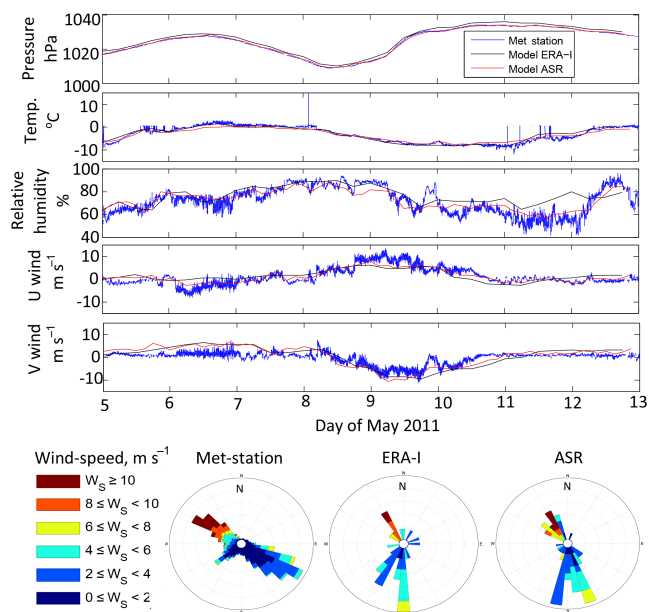 Pressure
hPa
1040
1020
1000
Met station
Model ERA–I
Model ASR
Temp.
°C
10
0
-10
Relative
humidity
%
100
80
60
40
U wind
m s⁻¹
10
0
-10
V wind
m s⁻¹
10
0
-10
5 6 7 8 9 10 11 12 13
Day of May 2011
Wind-speed, m s⁻¹
W_S ≥ 10
8 ≤ W_S < 10
6 ≤ W_S < 8
4 ≤ W_S < 6
2 ≤ W_S < 4
0 ≤ W_S < 2
Met-station
N
ERA-I
N
ASR
N